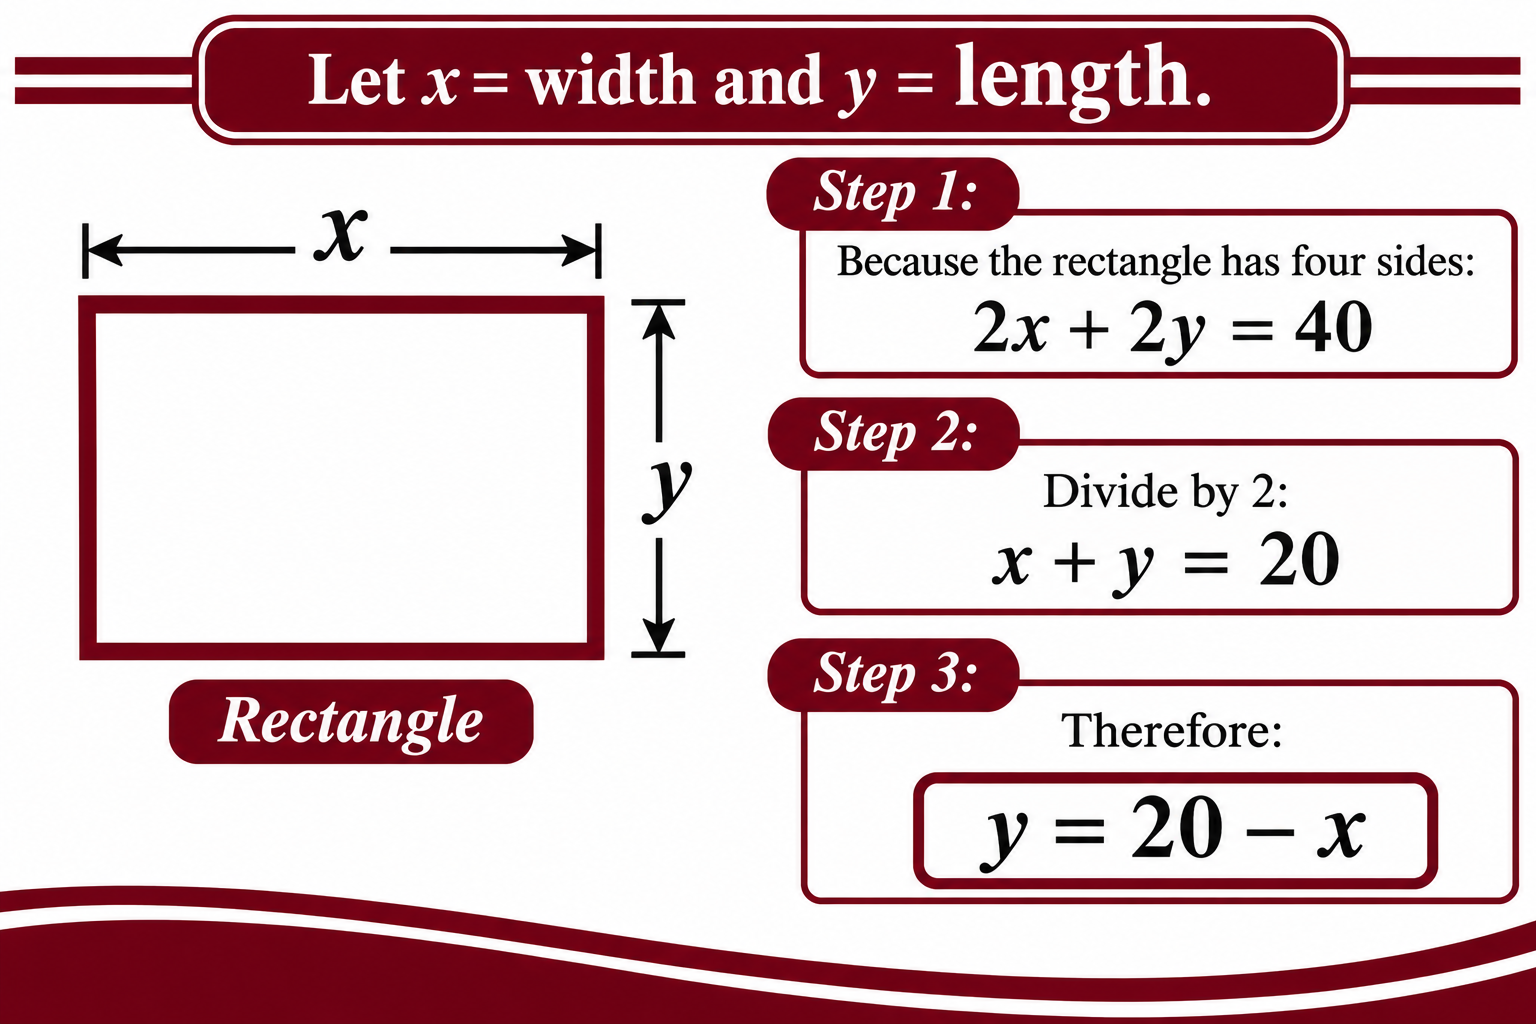 Let x = width and y = length.
x
y
Rectangle
Step 1:
Because the rectangle has four sides:
2x + 2y = 40
Step 2:
Divide by 2:
x + y = 20
Step 3:
Therefore:
y = 20 − x